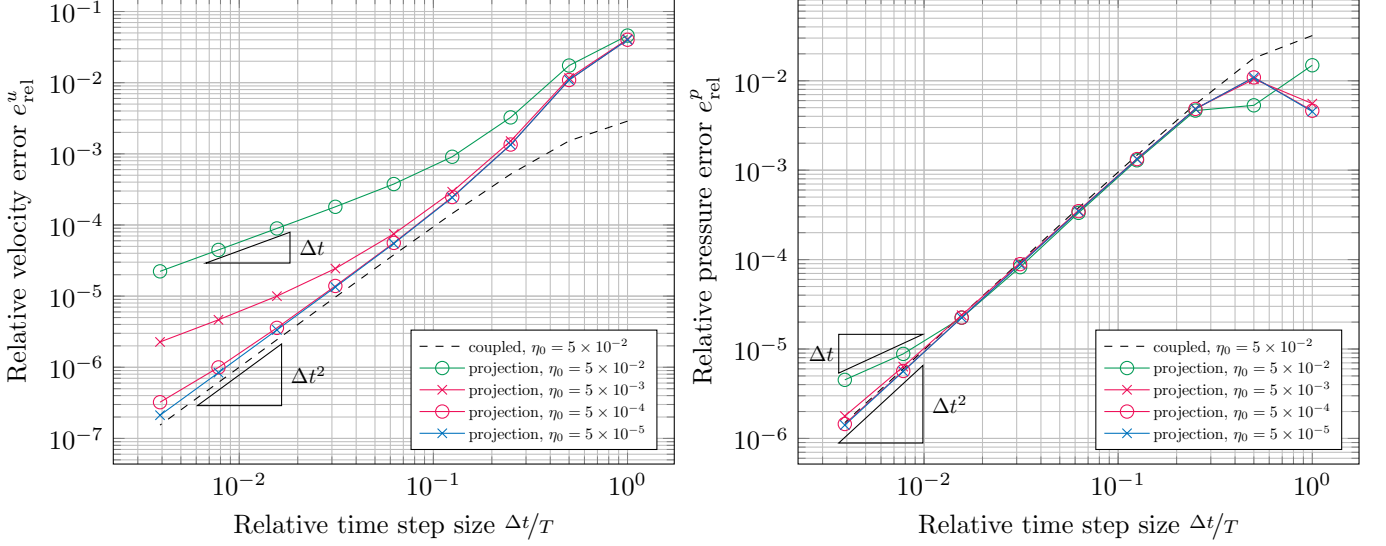 Relative velocity error e^u_rel
10^−1
10^−2
10^−3
10^−4
10^−5
10^−6
10^−7
Δt
Δt^2
coupled, η_0 = 5 × 10^−2
projection, η_0 = 5 × 10^−2
projection, η_0 = 5 × 10^−3
projection, η_0 = 5 × 10^−4
projection, η_0 = 5 × 10^−5
10^−2
10^−1
10^0
Relative time step size Δt/T
Relative pressure error e^p_rel
10^−2
10^−3
10^−4
10^−5
10^−6
Δt
Δt^2
coupled, η_0 = 5 × 10^−2
projection, η_0 = 5 × 10^−2
projection, η_0 = 5 × 10^−3
projection, η_0 = 5 × 10^−4
projection, η_0 = 5 × 10^−5
10^−2
10^−1
10^0
Relative time step size Δt/T